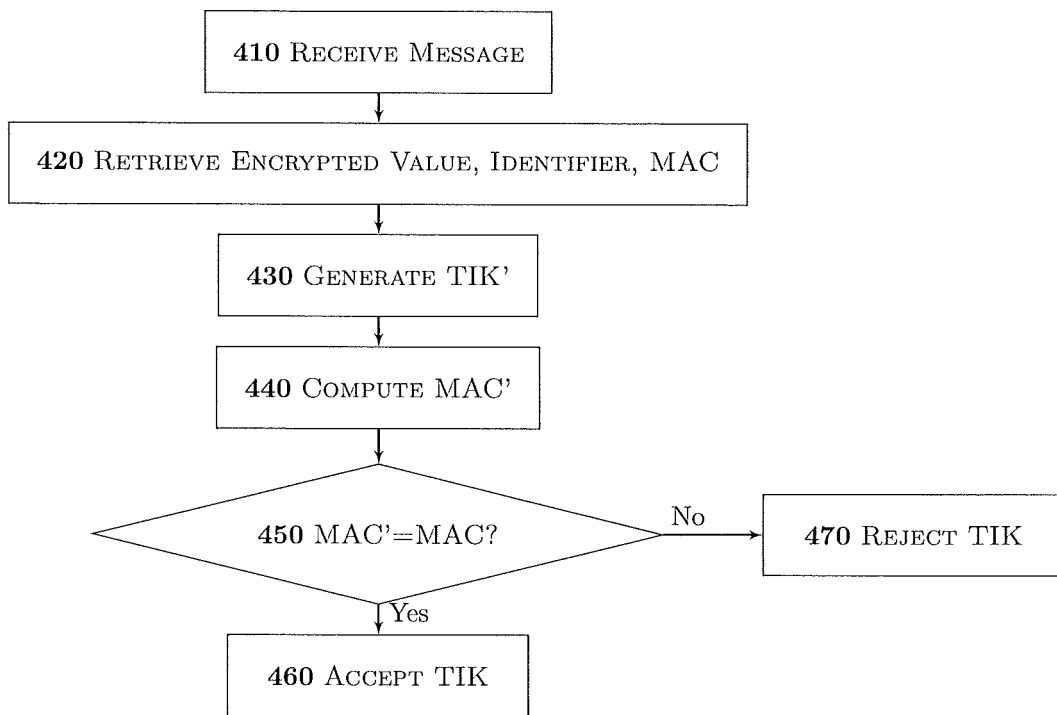 410 Receive Message
420 Retrieve Encrypted Value, Identifier, MAC
430 Generate TIK'
440 Compute MAC'
450 MAC'=MAC?
No
470 Reject TIK
Yes
460 Accept TIK